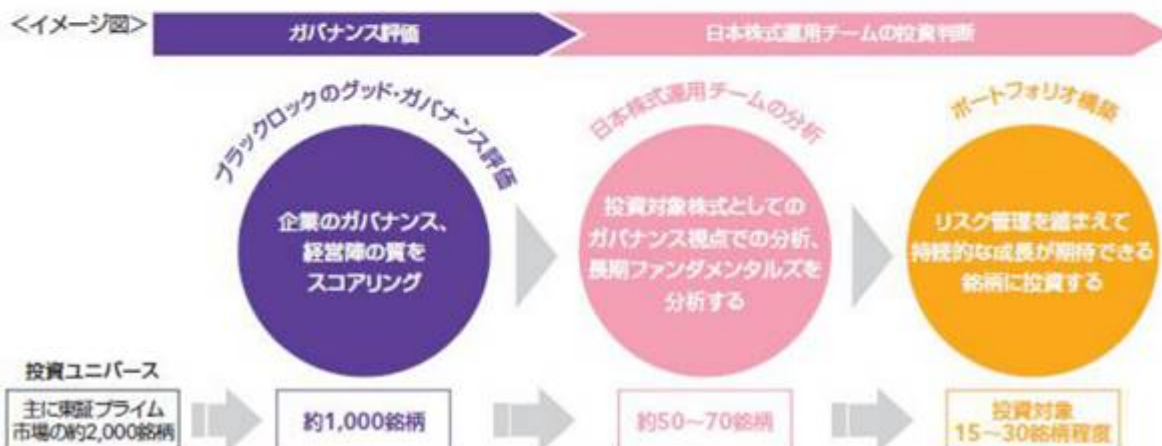 <イメージ図>
ガバナンス評価
日本株式運用チームの投資判断
ブラックロックのグッド・ガバナンス評価
日本株式運用チームの分析
ポートフォリオ構築
企業のガバナンス、
経営陣の質を
スコアリング
投資対象株式としての
ガバナンス視点での分析、
長期ファンダメンタルズを
分析する
リスク管理を踏まえて
持続的な成長が期待できる
銘柄に投資する
投資ユニバース
主に東証プライム
市場の約2,000銘柄
約1,000銘柄
約50～70銘柄
投資対象
15～30銘柄程度